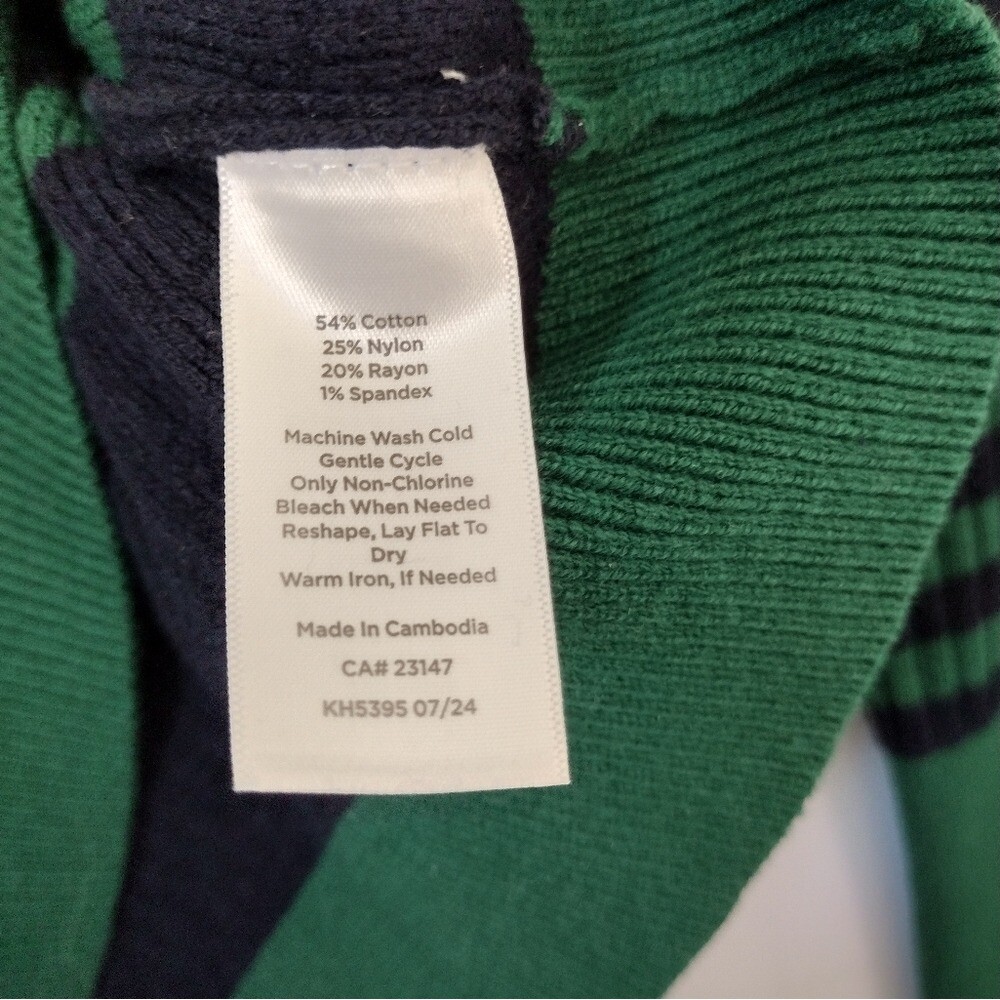 54% Cotton
25% Nylon
20% Rayon
1% Spandex
Machine Wash Cold
Gentle Cycle
Only Non-Chlorine
Bleach When Needed
Reshape, Lay Flat To
Dry
Warm Iron, If Needed
Made In Cambodia
CA# 23147
KH5395 07/24